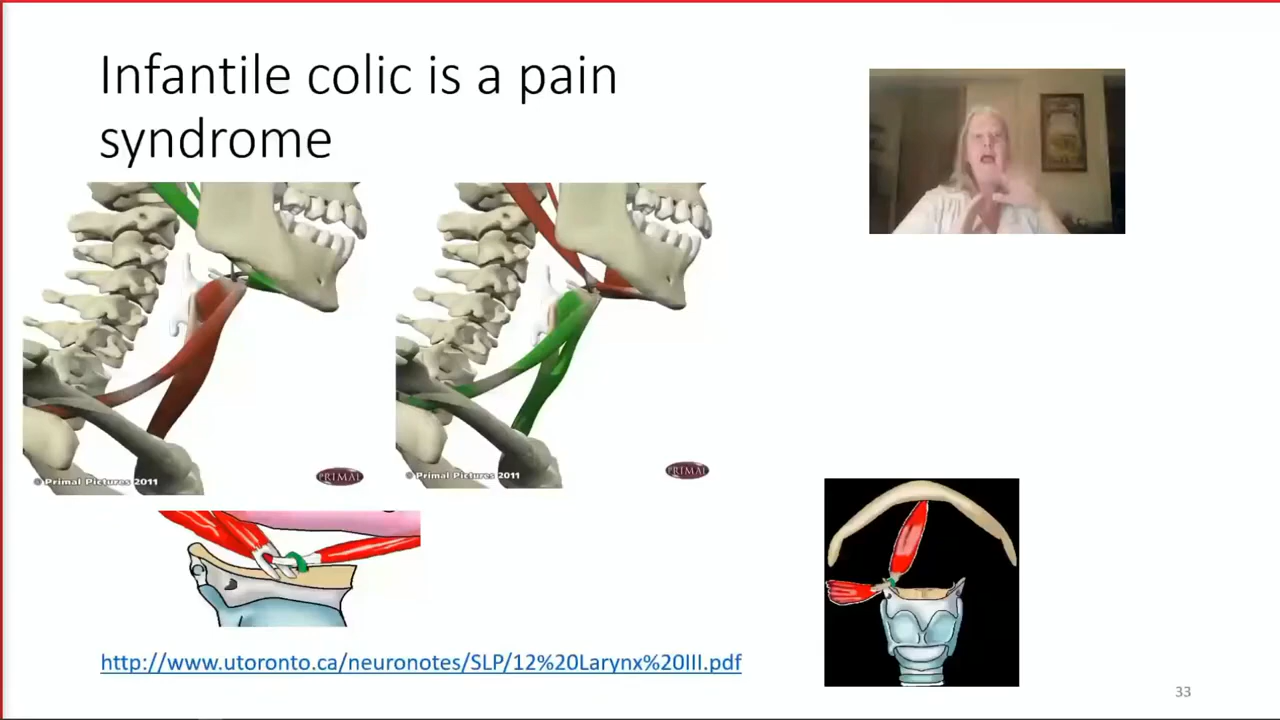 Infantile colic is a pain
syndrome
© Primal Pictures 2011
PRIMAL
© Primal Pictures 2011
PRIMAL
http://www.utoronto.ca/neuronotes/SLP/12%20Larynx%20III.pdf
33